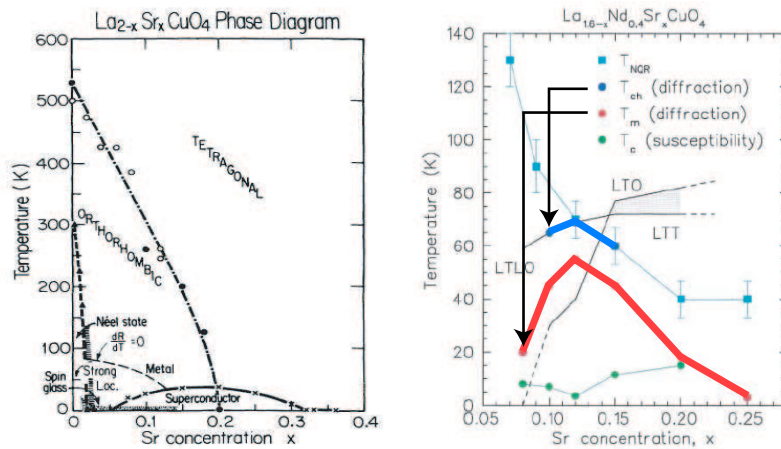 La2-x Srx CuO4 Phase Diagram
600
500
400
300
200
100
0
Temperature (K)
TETRAGONAL
ORTHORHOMBIC
Néel state
dR/dT =0
Strong
Loc.
Spin
glass
Metal
Superconductor
0
0.1
0.2
0.3
0.4
Sr concentration x
La1.6-xNd0.4SrxCuO4
140
120
100
80
60
40
20
0
Temperature (K)
TNQR
Tch (diffraction)
Tm (diffraction)
Tc (susceptibility)
LTO
LTT
LTLO
0.05
0.10
0.15
0.20
0.25
Sr concentration, x